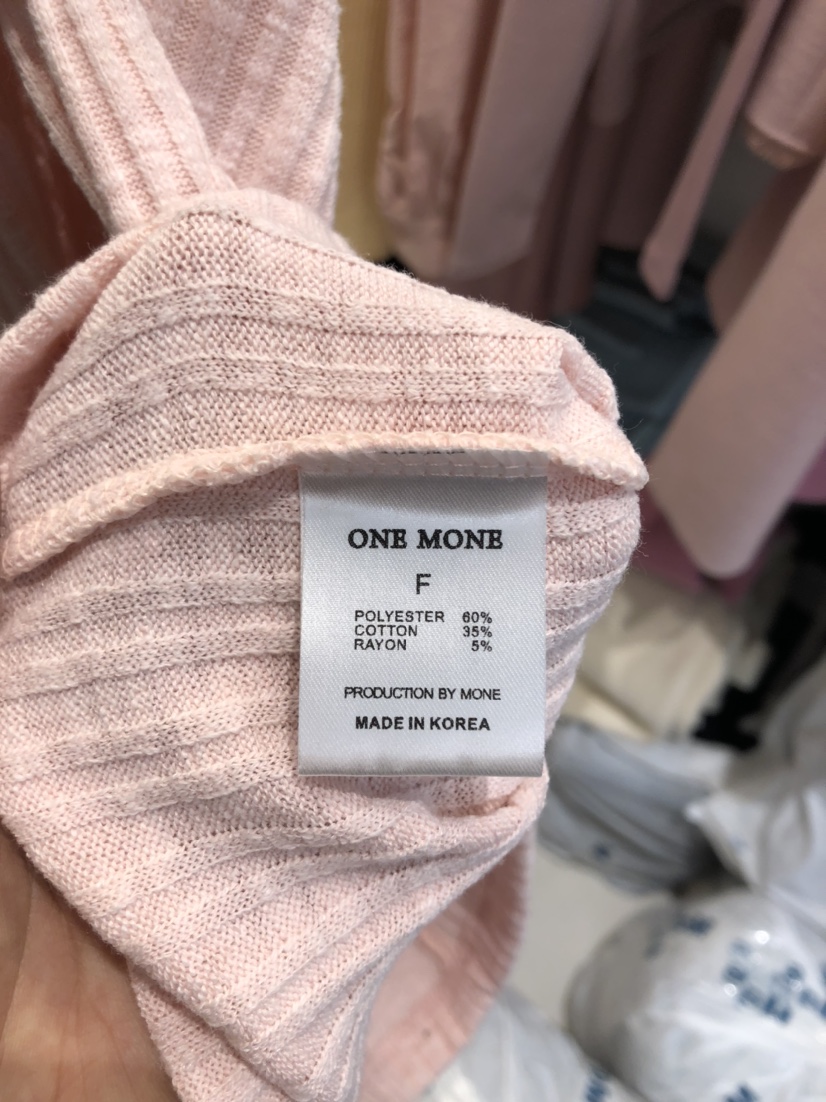 ONE MONE
F
POLYESTER 60%
COTTON 35%
RAYON 5%
PRODUCTION BY MONE
MADE IN KOREA